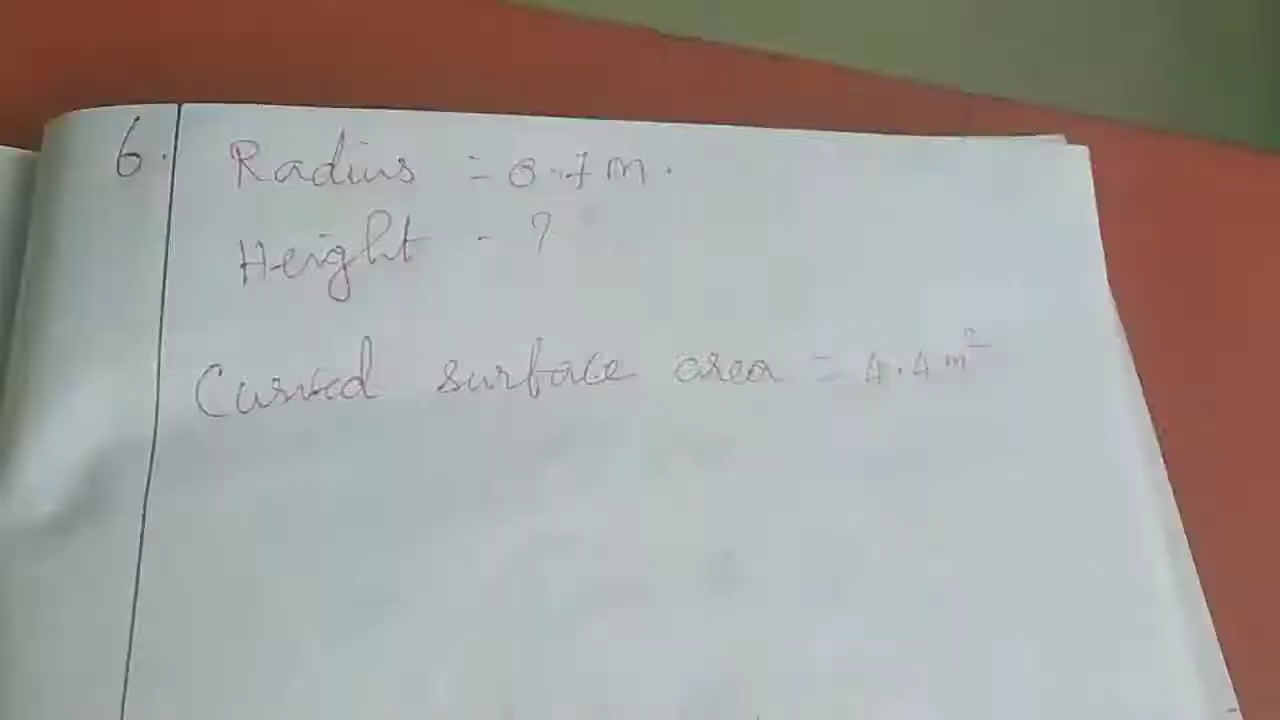 6. Radius = 0.7 m.
Height - ?
Curved surface area = 4.4 m²